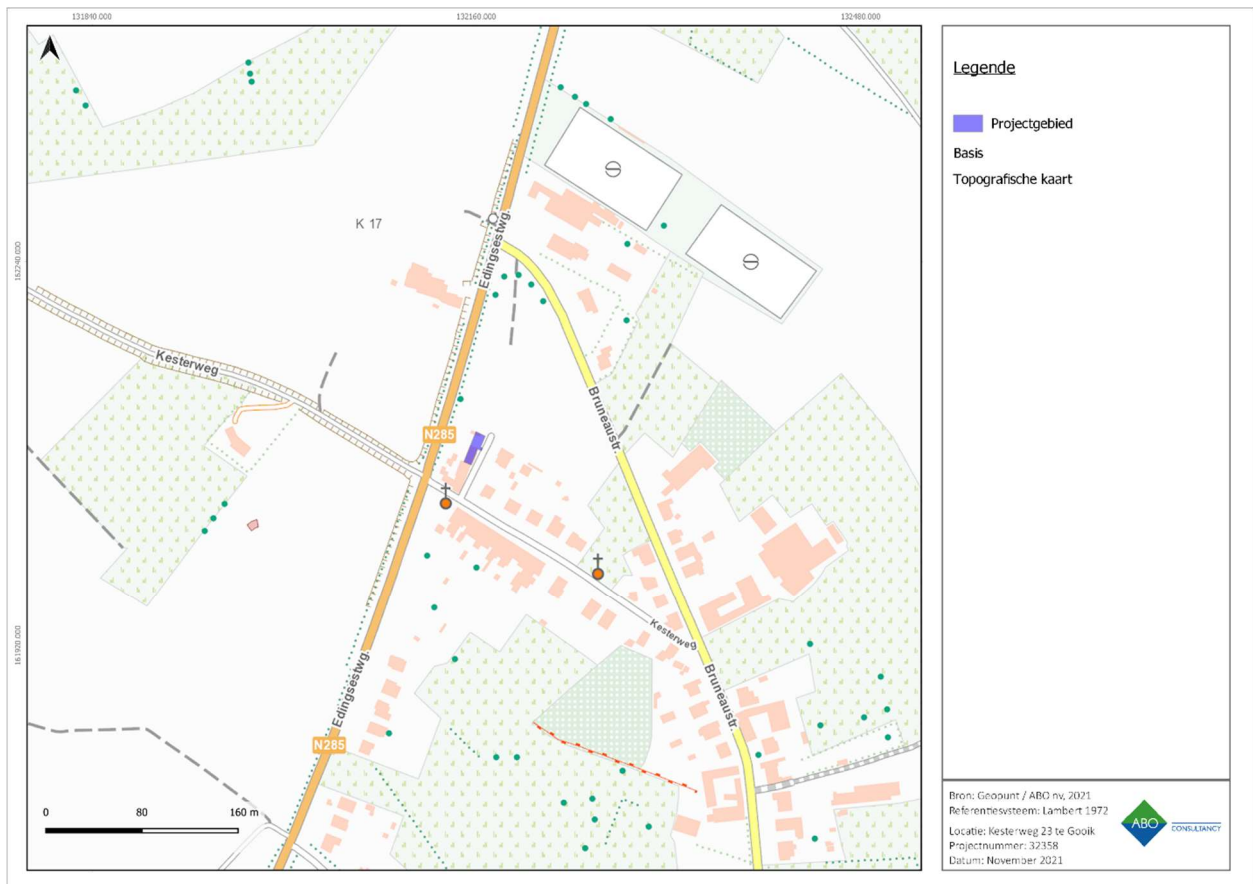 131840.000
132160.000
132480.000
162240.000
161920.000
K 17
Edingsestwg.
Kesterweg
Bruneaustr.
N285
Kesterweg
Bruneaustr.
Edingsestwg.
N285
0 80 160 m
Legende
Projectgebied
Basis
Topografische kaart
Bron: Geopunt / ABO nv, 2021
Referentiesysteem: Lambert 1972
Locatie: Kesterweg 23 te Gooik
Projectnummer: 32358
Datum: November 2021
ABO
CONSULTANCY